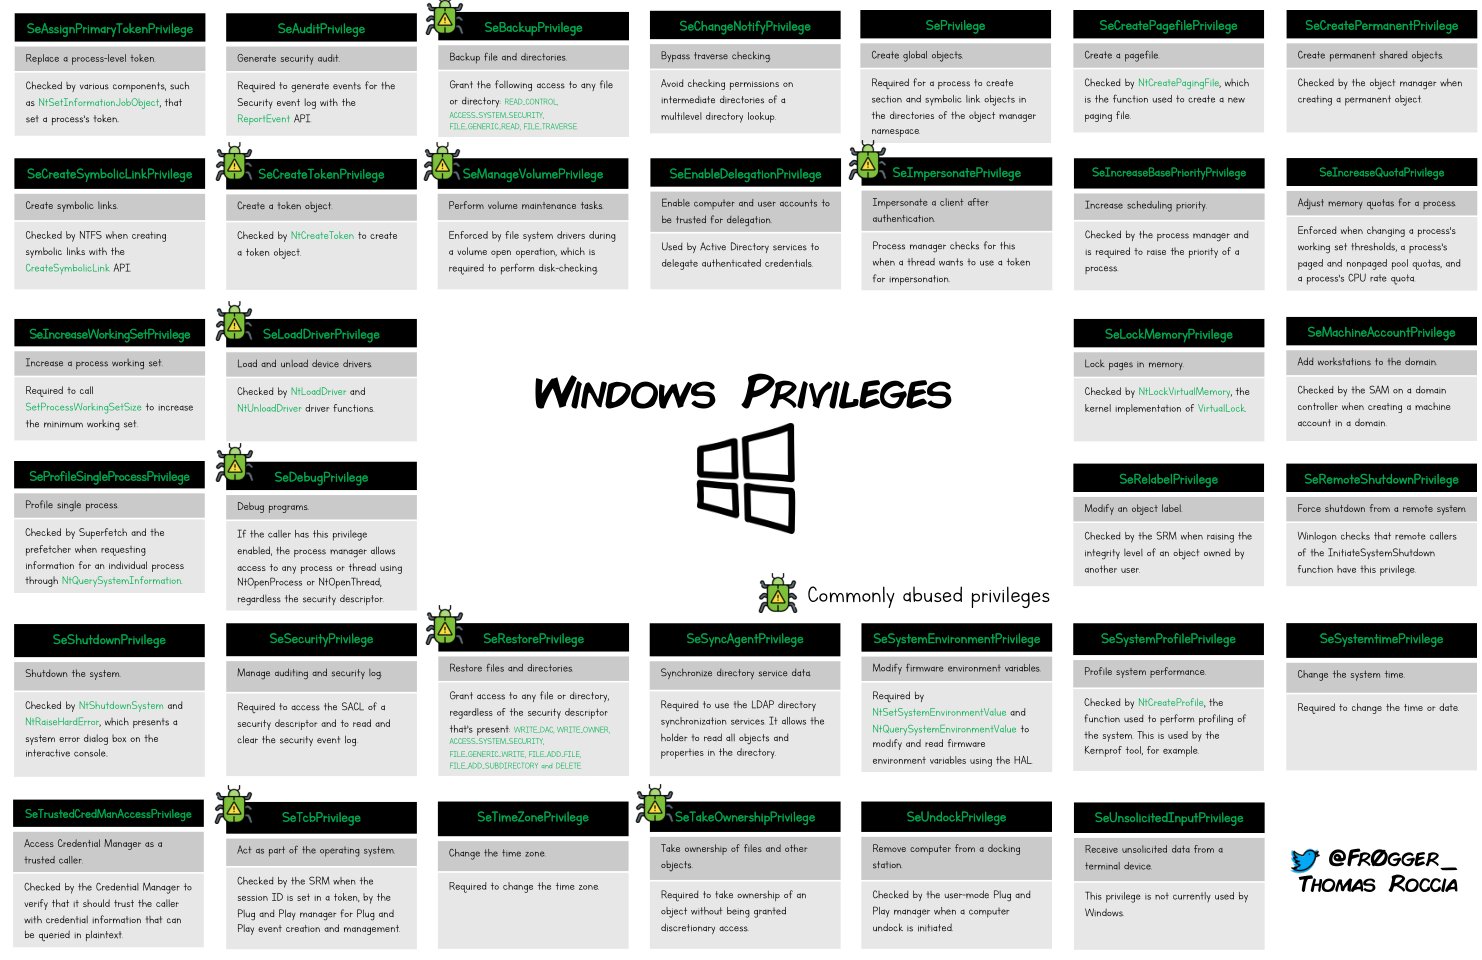 SeAssignPrimaryTokenPrivilege
Replace a process-level token.
Checked by various components, such
as NtSetInformationJobObject, that
set a process's token.
SeAuditPrivilege
Generate security audit.
Required to generate events for the
Security event log with the
ReportEvent API.
SeBackupPrivilege
Backup file and directories.
Grant the following access to any file
or directory: READ_CONTROL,
ACCESS_SYSTEM_SECURITY,
FILE_GENERIC_READ, FILE_TRAVERSE
SeChangeNotifyPrivilege
Bypass traverse checking.
Avoid checking permissions on
intermediate directories of a
multilevel directory lookup.
SePrivilege
Create global objects.
Required for a process to create
section and symbolic link objects in
the directories of the object manager
namespace.
SeCreatePagefilePrivilege
Create a pagefile.
Checked by NtCreatePagingFile, which
is the function used to create a new
paging file.
SeCreatePermanentPrivilege
Create permanent shared objects.
Checked by the object manager when
creating a permanent object.
SeCreateSymbolicLinkPrivilege
Create symbolic links.
Checked by NTFS when creating
symbolic links with the
CreateSymbolicLink API.
SeCreateTokenPrivilege
Create a token object.
Checked by NtCreateToken to create
a token object.
SeManageVolumePrivilege
Perform volume maintenance tasks.
Enforced by file system drivers during
a volume open operation, which is
required to perform disk-checking.
SeEnableDelegationPrivilege
Enable computer and user accounts to
be trusted for delegation.
Used by Active Directory services to
delegate authenticated credentials.
SeImpersonatePrivilege
Impersonate a client after
authentication.
Process manager checks for this
when a thread wants to use a token
for impersonation.
SeIncreaseBasePriorityPrivilege
Increase scheduling priority.
Checked by the process manager and
is required to raise the priority of a
process.
SeIncreaseQuotaPrivilege
Adjust memory quotas for a process.
Enforced when changing a process's
working set thresholds, a process's
paged and nonpaged pool quotas, and
a process's CPU rate quota.
SeIncreaseWorkingSetPrivilege
Increase a process working set.
Required to call
SetProcessWorkingSetSize to increase
the minimum working set.
SeLoadDriverPrivilege
Load and unload device drivers.
Checked by NtLoadDriver and
NtUnloadDriver driver functions.
Windows Privileges
SeLockMemoryPrivilege
Lock pages in memory.
Checked by NtLockVirtualMemory, the
kernel implementation of VirtualLock.
SeMachineAccountPrivilege
Add workstations to the domain.
Checked by the SAM on a domain
controller when creating a machine
account in a domain.
SeProfileSingleProcessPrivilege
Profile single process.
Checked by Superfetch and the
prefetcher when requesting
information for an individual process
through NtQuerySystemInformation.
SeDebugPrivilege
Debug programs.
If the caller has this privilege
enabled, the process manager allows
access to any process or thread using
NtOpenProcess or NtOpenThread,
regardless the security descriptor.
Commonly abused privileges
SeRelabelPrivilege
Modify an object label.
Checked by the SRM when raising the
integrity level of an object owned by
another user.
SeRemoteShutdownPrivilege
Force shutdown from a remote system.
Winlogon checks that remote callers
of the InitiateSystemShutdown
function have this privilege.
SeShutdownPrivilege
Shutdown the system.
Checked by NtShutdownSystem and
NtRaiseHardError, which presents a
system error dialog box on the
interactive console.
SeSecurityPrivilege
Manage auditing and security log.
Required to access the SACL of a
security descriptor and to read and
clear the security event log.
SeRestorePrivilege
Restore files and directories.
Grant access to any file or directory,
regardless of the security descriptor
that's present: WRITE_DAC, WRITE_OWNER,
ACCESS_SYSTEM_SECURITY,
FILE_GENERIC_WRITE, FILE_ADD_FILE,
FILE_ADD_SUBDIRECTORY and DELETE.
SeSyncAgentPrivilege
Synchronize directory service data.
Required to use the LDAP directory
synchronization services. It allows the
holder to read all objects and
properties in the directory.
SeSystemEnvironmentPrivilege
Modify firmware environment variables.
Required by
NtSetSystemEnvironmentValue and
NtQuerySystemEnvironmentValue to
modify and read firmware
environment variables using the HAL.
SeSystemProfilePrivilege
Profile system performance.
Checked by NtCreateProfile, the
function used to perform profiling of
the system. This is used by the
Kernprof tool, for example.
SeSystemtimePrivilege
Change the system time.
Required to change the time or date.
SeTrustedCredManAccessPrivilege
Access Credential Manager as a
trusted caller.
Checked by the Credential Manager to
verify that it should trust the caller
with credential information that can
be queried in plaintext.
SeTcbPrivilege
Act as part of the operating system.
Checked by the SRM when the
session ID is set in a token, by the
Plug and Play manager for Plug and
Play event creation and management.
SeTimeZonePrivilege
Change the time zone.
Required to change the time zone.
SeTakeOwnershipPrivilege
Take ownership of files and other
objects.
Required to take ownership of an
object without being granted
discretionary access.
SeUndockPrivilege
Remove computer from a docking
station.
Checked by the user-mode Plug and
Play manager when a computer
undock is initiated.
SeUnsolicitedInputPrivilege
Receive unsolicited data from a
terminal device.
This privilege is not currently used by
Windows.
@Fr0gger_
Thomas Roccia